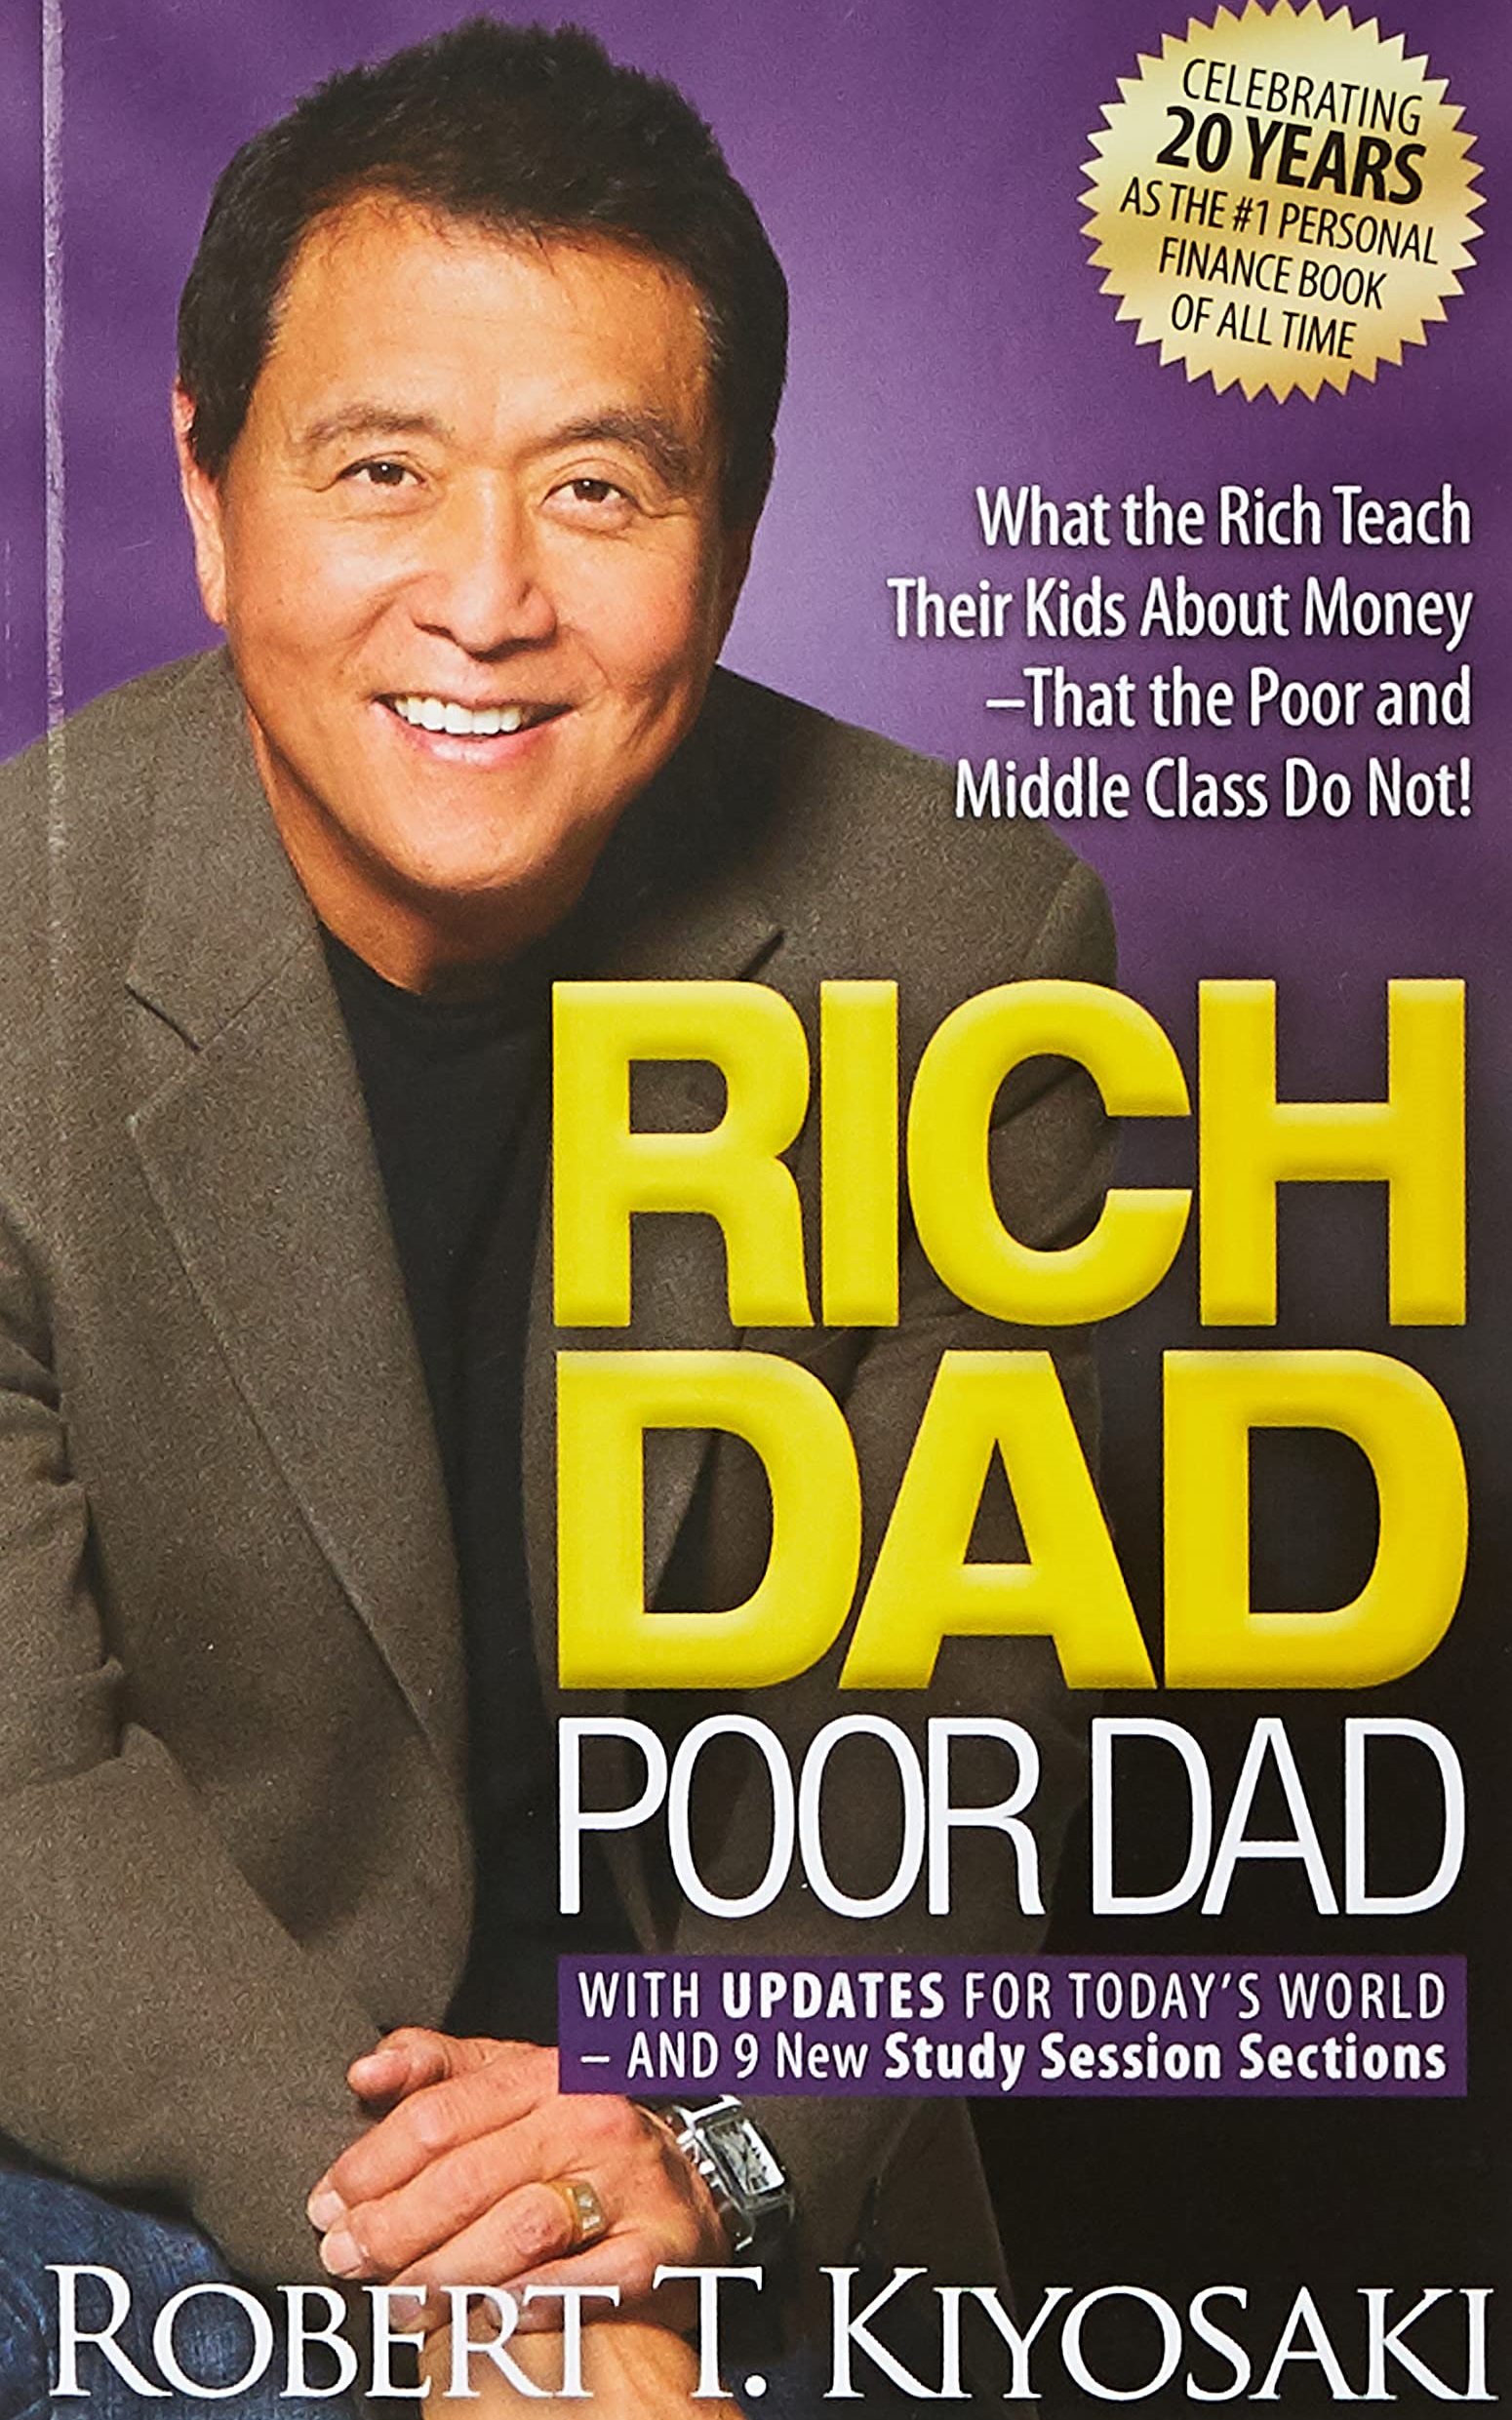 CELEBRATING
20 YEARS
AS THE #1 PERSONAL
FINANCE BOOK
OF ALL TIME
What the Rich Teach
Their Kids About Money
–That the Poor and
Middle Class Do Not!
RICH
DAD
POOR DAD
WITH UPDATES FOR TODAY'S WORLD
– AND 9 New Study Session Sections
ROBERT T. KIYOSAKI